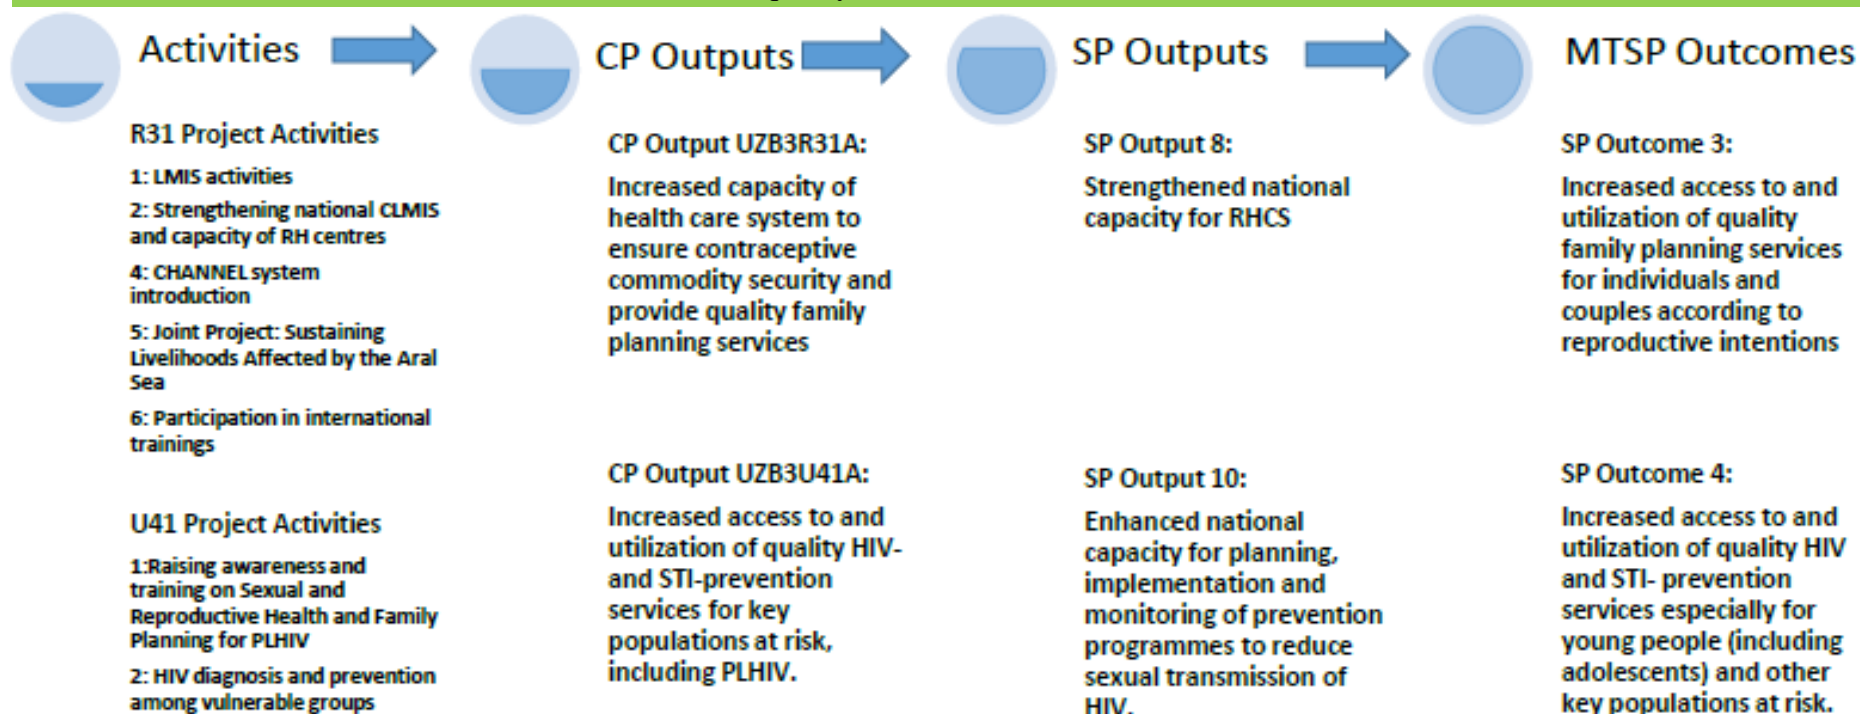 Activities
R31 Project Activities
1: LMIS activities
2: Strengthening national CLMIS
and capacity of RH centres
4: CHANNEL system
introduction
5: Joint Project: Sustaining
Livelihoods Affected by the Aral
Sea
6: Participation in international
trainings
U41 Project Activities
1:Raising awareness and
training on Sexual and
Reproductive Health and Family
Planning for PLHIV
2: HIV diagnosis and prevention
among vulnerable groups
CP Outputs
CP Output UZB3R31A:
Increased capacity of
health care system to
ensure contraceptive
commodity security and
provide quality family
planning services
CP Output UZB3U41A:
Increased access to and
utilization of quality HIV-
and STI-prevention
services for key
populations at risk,
including PLHIV.
SP Outputs
SP Output 8:
Strengthened national
capacity for RHCS
SP Output 10:
Enhanced national
capacity for planning,
implementation and
monitoring of prevention
programmes to reduce
sexual transmission of
HIV.
MTSP Outcomes
SP Outcome 3:
Increased access to and
utilization of quality
family planning services
for individuals and
couples according to
reproductive intentions
SP Outcome 4:
Increased access to and
utilization of quality HIV
and STI- prevention
services especially for
young people (including
adolescents) and other
key populations at risk.